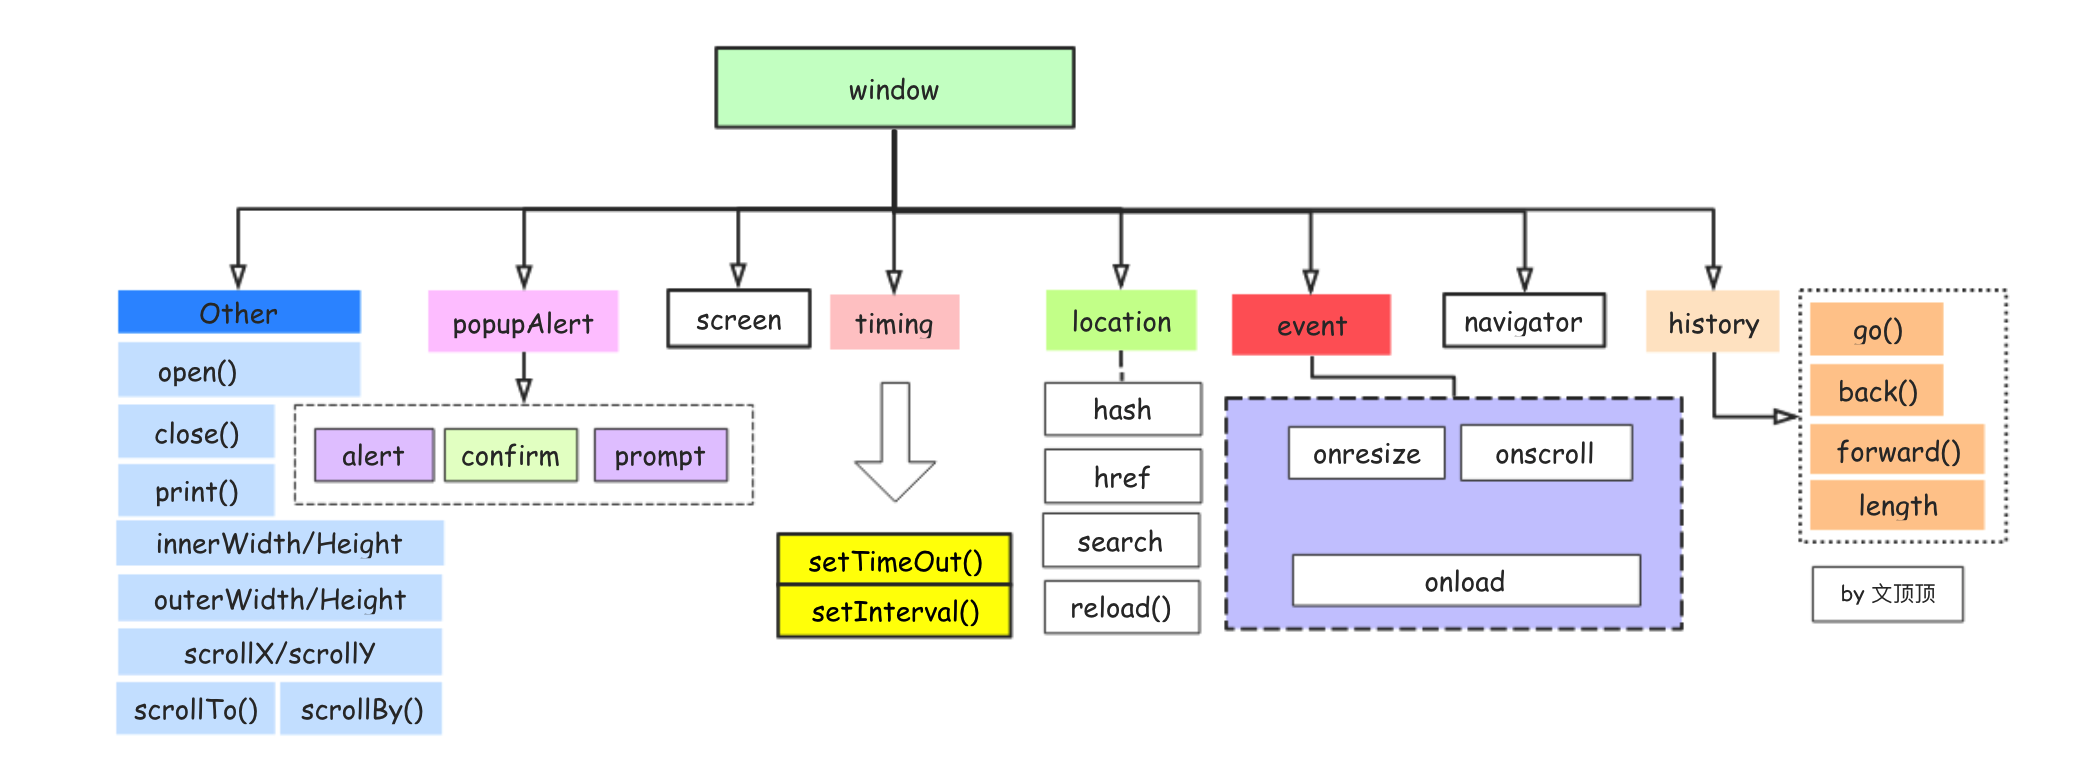 window
Other
popupAlert
screen
timing
location
event
navigator
history
open()
close()
print()
innerWidth/Height
outerWidth/Height
scrollX/scrollY
scrollTo()
scrollBy()
alert
confirm
prompt
setTimeOut()
setInterval()
hash
href
search
reload()
onresize
onscroll
onload
go()
back()
forward()
length
by 文顶顶